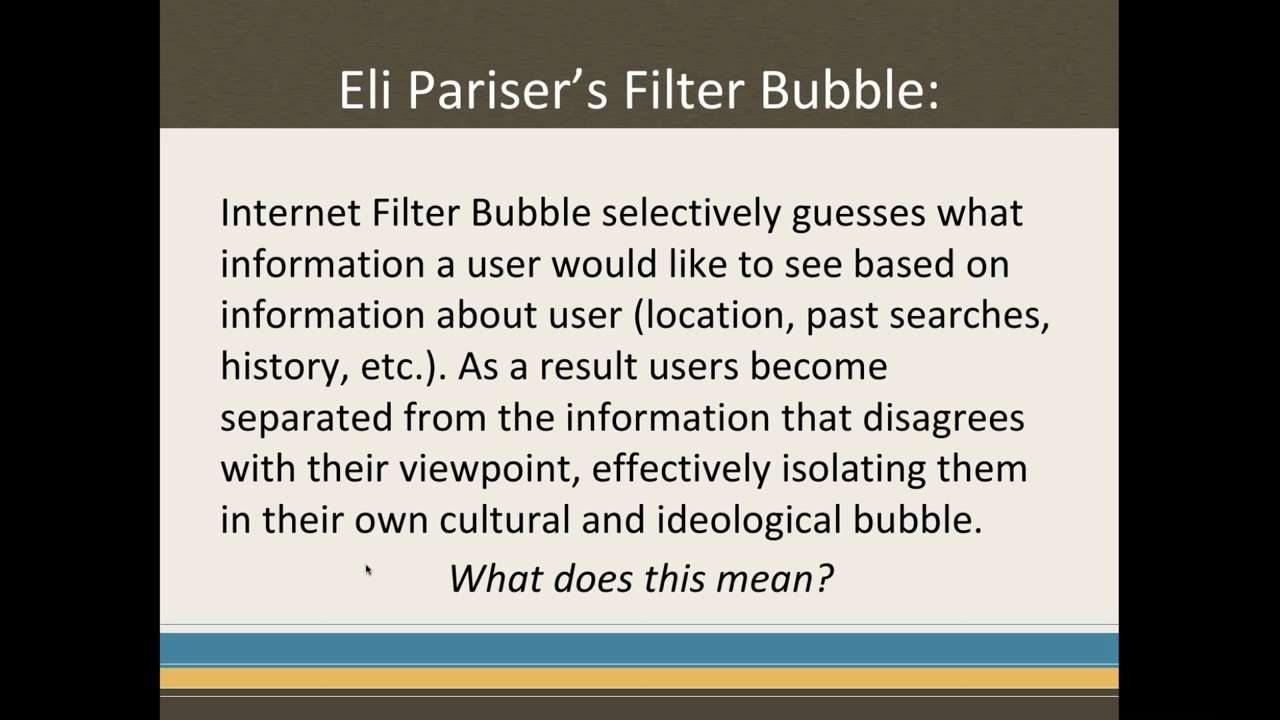 Eli Pariser’s Filter Bubble:
Internet Filter Bubble selectively guesses what
information a user would like to see based on
information about user (location, past searches,
history, etc.). As a result users become
separated from the information that disagrees
with their viewpoint, effectively isolating them
in their own cultural and ideological bubble.
What does this mean?